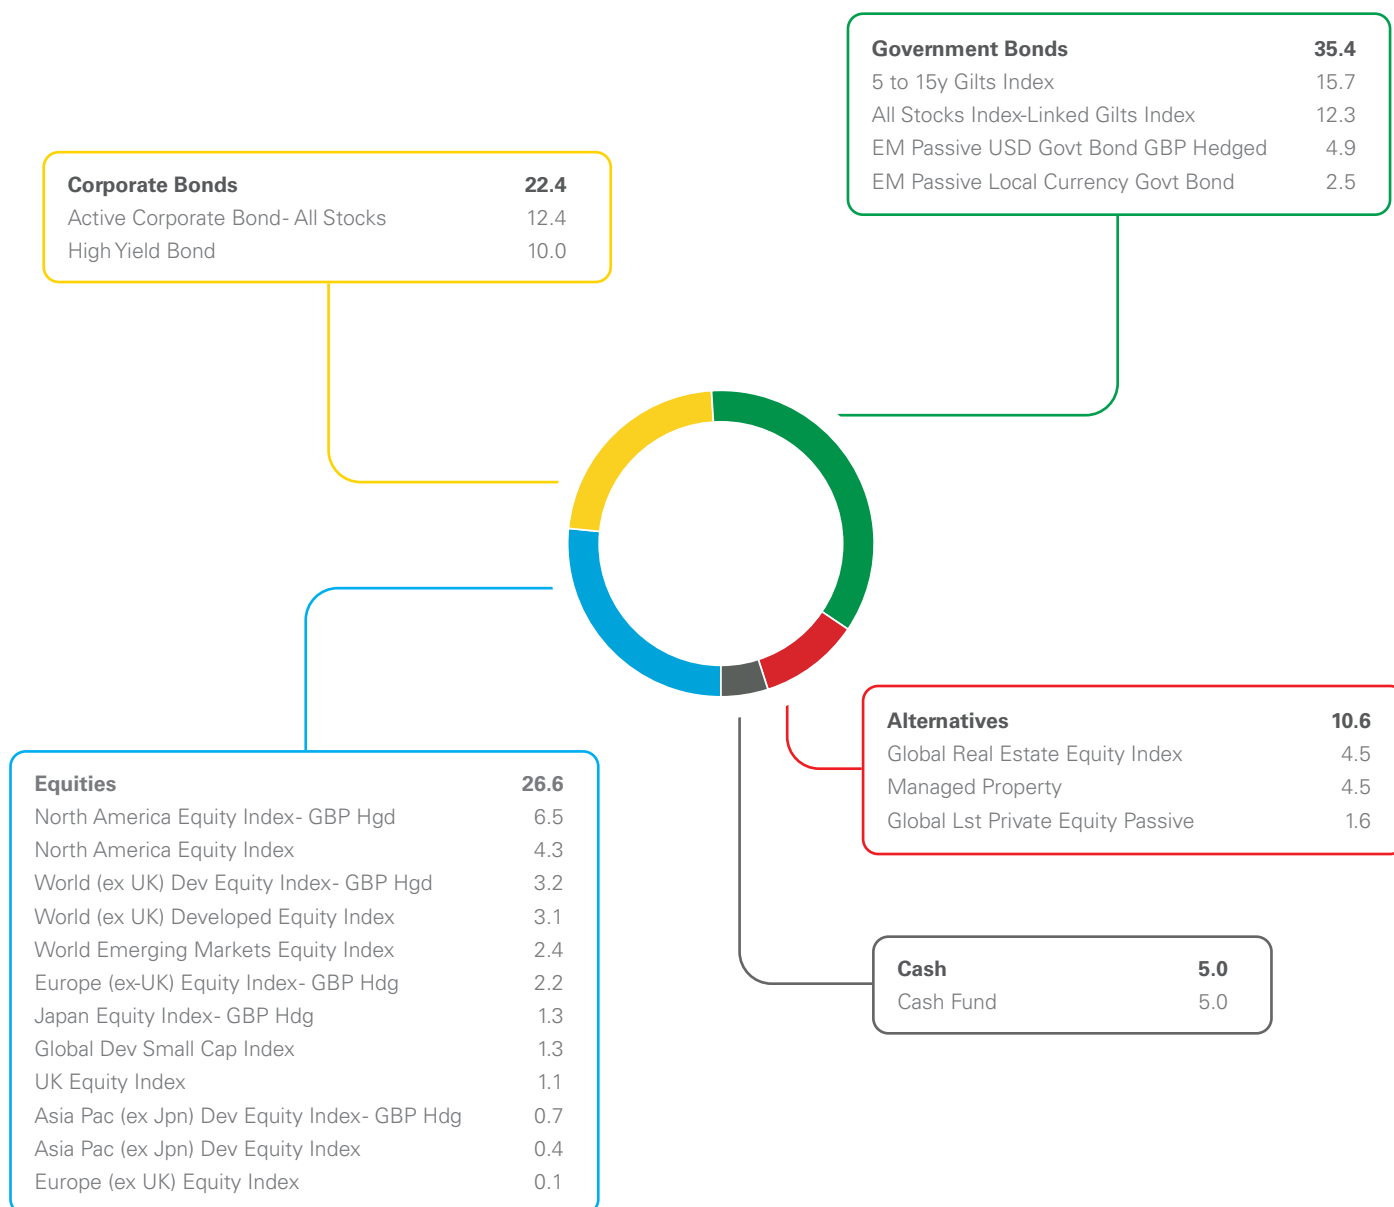 Government Bonds 35.4
5 to 15y Gilts Index 15.7
All Stocks Index-Linked Gilts Index 12.3
EM Passive USD Govt Bond GBP Hedged 4.9
EM Passive Local Currency Govt Bond 2.5
Corporate Bonds 22.4
Active Corporate Bond- All Stocks 12.4
High Yield Bond 10.0
Alternatives 10.6
Global Real Estate Equity Index 4.5
Managed Property 4.5
Global Lst Private Equity Passive 1.6
Equities 26.6
North America Equity Index- GBP Hgd 6.5
North America Equity Index 4.3
World (ex UK) Dev Equity Index- GBP Hgd 3.2
World (ex UK) Developed Equity Index 3.1
World Emerging Markets Equity Index 2.4
Europe (ex-UK) Equity Index- GBP Hdg 2.2
Japan Equity Index- GBP Hdg 1.3
Global Dev Small Cap Index 1.3
UK Equity Index 1.1
Asia Pac (ex Jpn) Dev Equity Index- GBP Hdg 0.7
Asia Pac (ex Jpn) Dev Equity Index 0.4
Europe (ex UK) Equity Index 0.1
Cash 5.0
Cash Fund 5.0